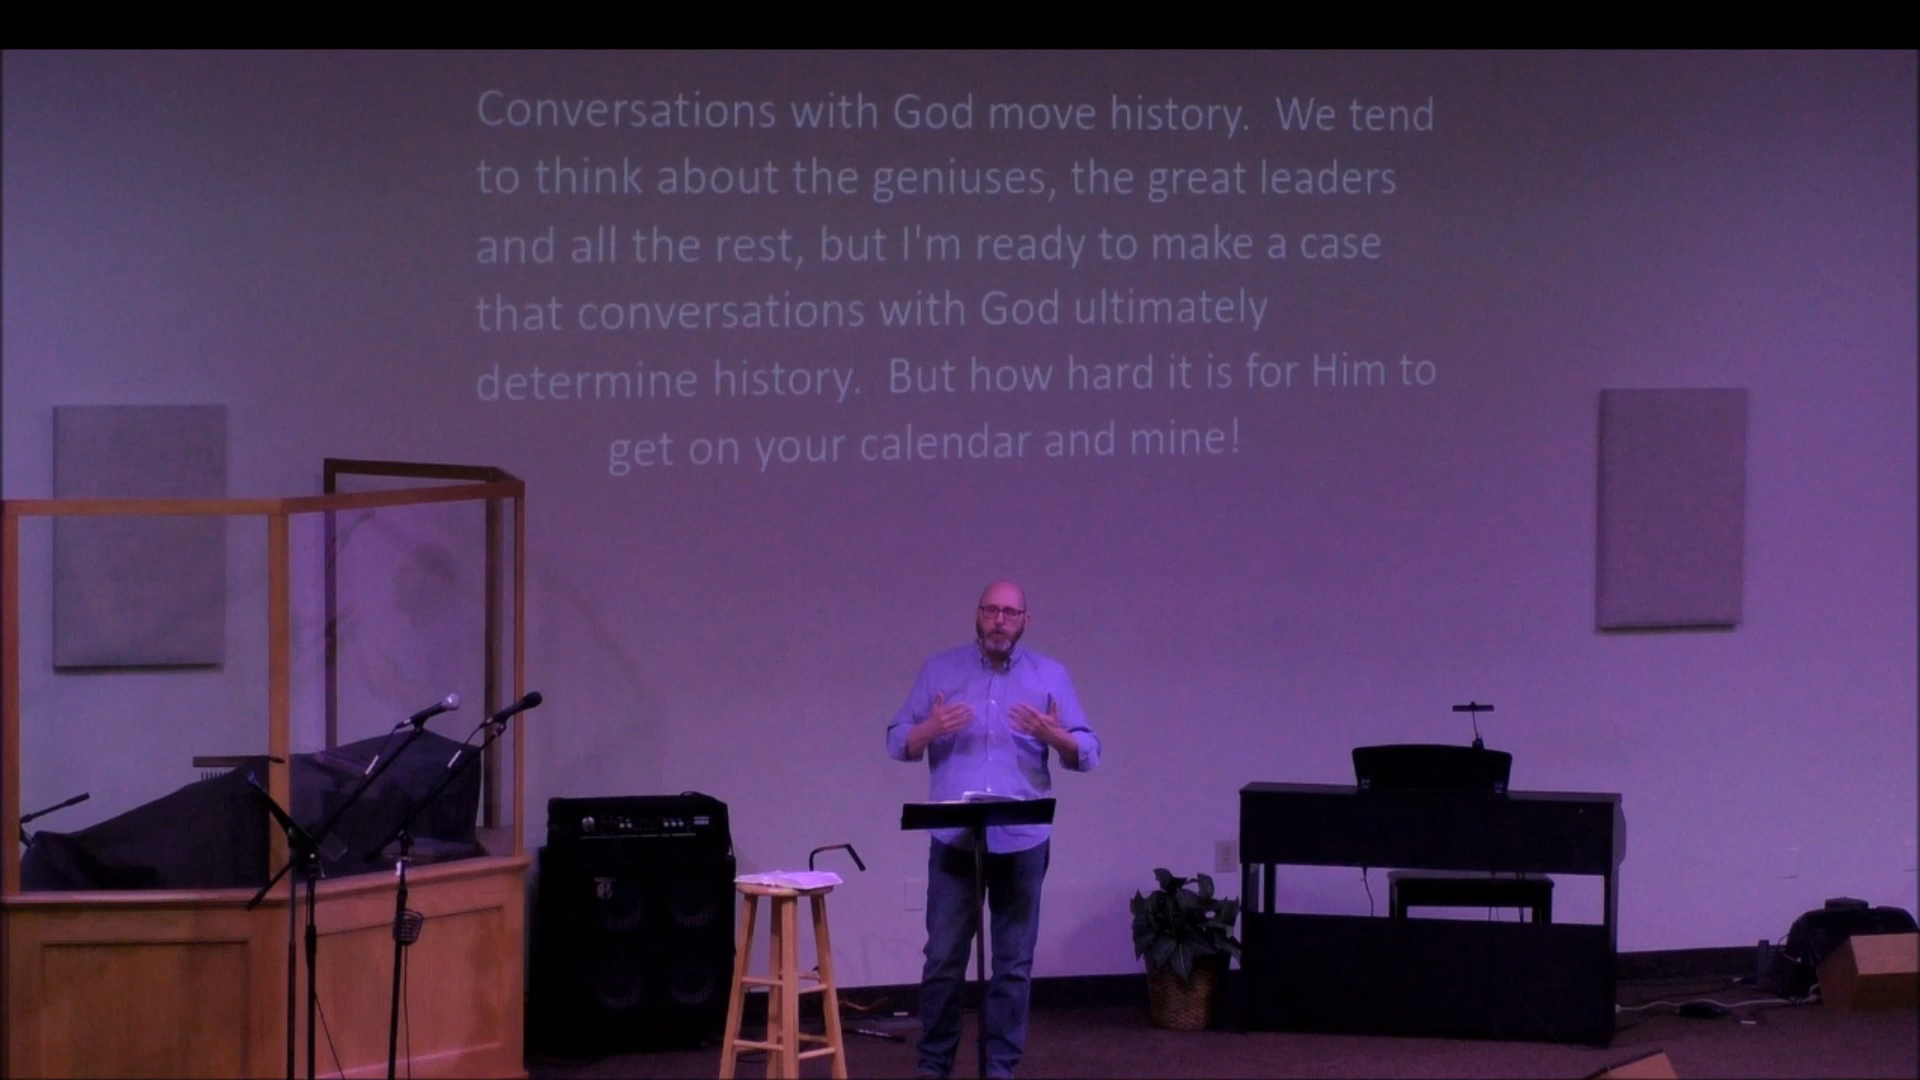 Conversations with God move history.  We tend
to think about the geniuses, the great leaders
and all the rest, but I'm ready to make a case
that conversations with God ultimately
determine history.  But how hard it is for Him to
get on your calendar and mine!